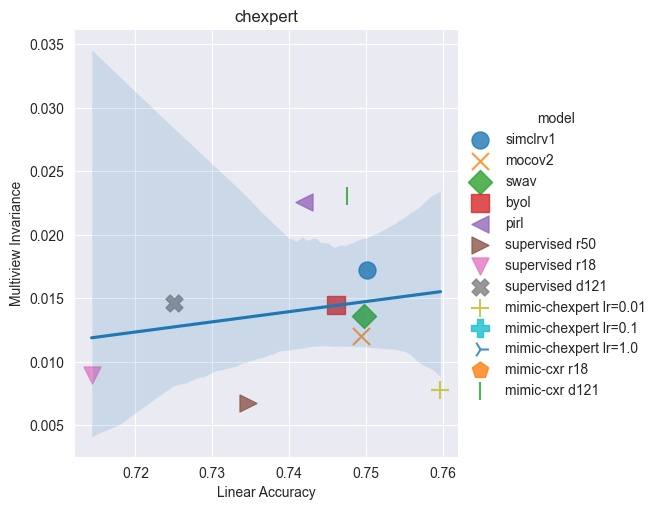 chexpert
0.035
0.030
0.025
0.020
0.015
0.010
0.005
Multiview Invariance
0.72 0.73 0.74 0.75 0.76
Linear Accuracy
model
simclrv1
mocov2
swav
byol
pirl
supervised r50
supervised r18
supervised d121
mimic-chexpert lr=0.01
mimic-chexpert lr=0.1
mimic-chexpert lr=1.0
mimic-cxr r18
mimic-cxr d121